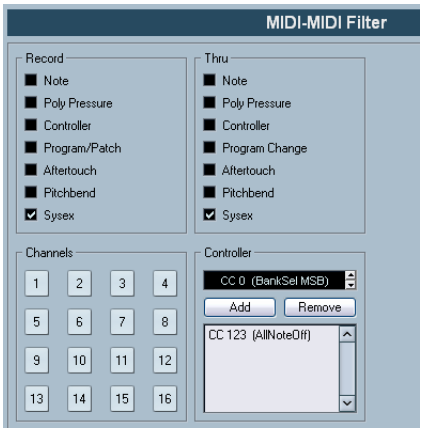 MIDI-MIDI Filter
Record
Note
Poly Pressure
Controller
Program/Patch
Aftertouch
Pitchbend
Sysex
Thru
Note
Poly Pressure
Controller
Program Change
Aftertouch
Pitchbend
Sysex
Channels
1 2 3 4
5 6 7 8
9 10 11 12
13 14 15 16
Controller
CC 0 (BankSel MSB)
Add Remove
CC 123 (AllNoteOff)